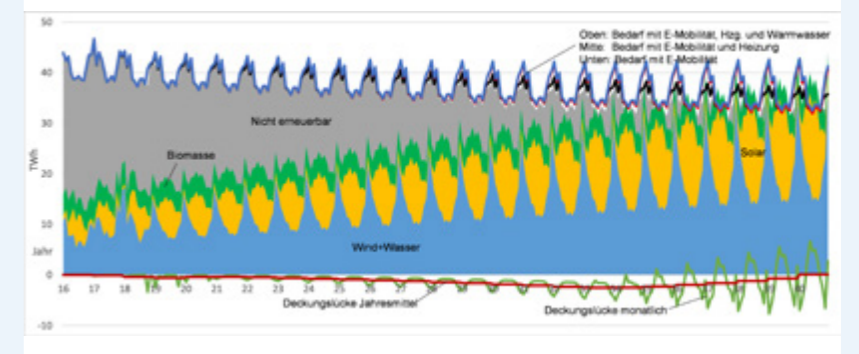 50
Oben: Bedarf mit E-Mobilität, Hzg. und Warmwasser
Mitte: Bedarf mit E-Mobilität und Heizung
Unten: Bedarf mit E-Mobilität
40
Nicht erneuerbar
30
TWh
Biomasse
Solar
20
10
Wind+Wasser
Jahr
0
16 17 18 19 20 21 22 23 24 25 26 27 28
Deckungslücke Jahresmittel
Deckungslücke monatlich
-10